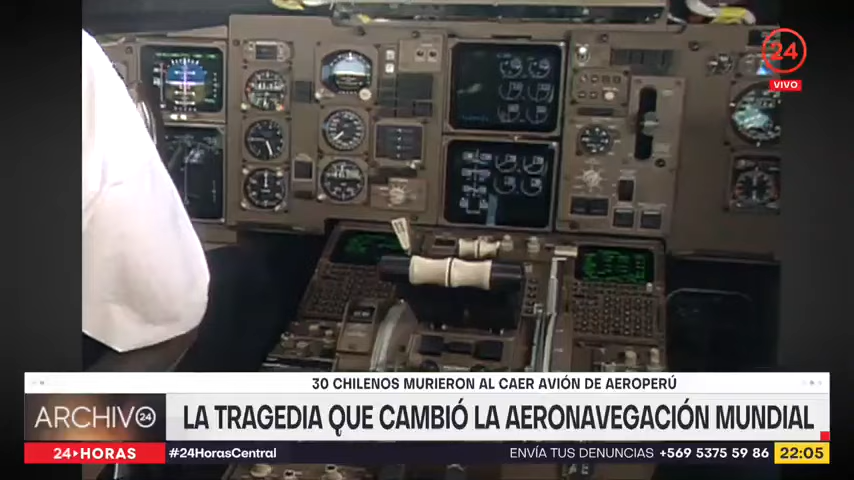 24
VIVO
30 CHILENOS MURIERON AL CAER AVIÓN DE AEROPERÚ
ARCHIVO 24
LA TRAGEDIA QUE CAMBIÓ LA AERONAVEGACIÓN MUNDIAL
24 HORAS
#24HorasCentral
ENVÍA TUS DENUNCIAS +569 5375 59 86
22:05